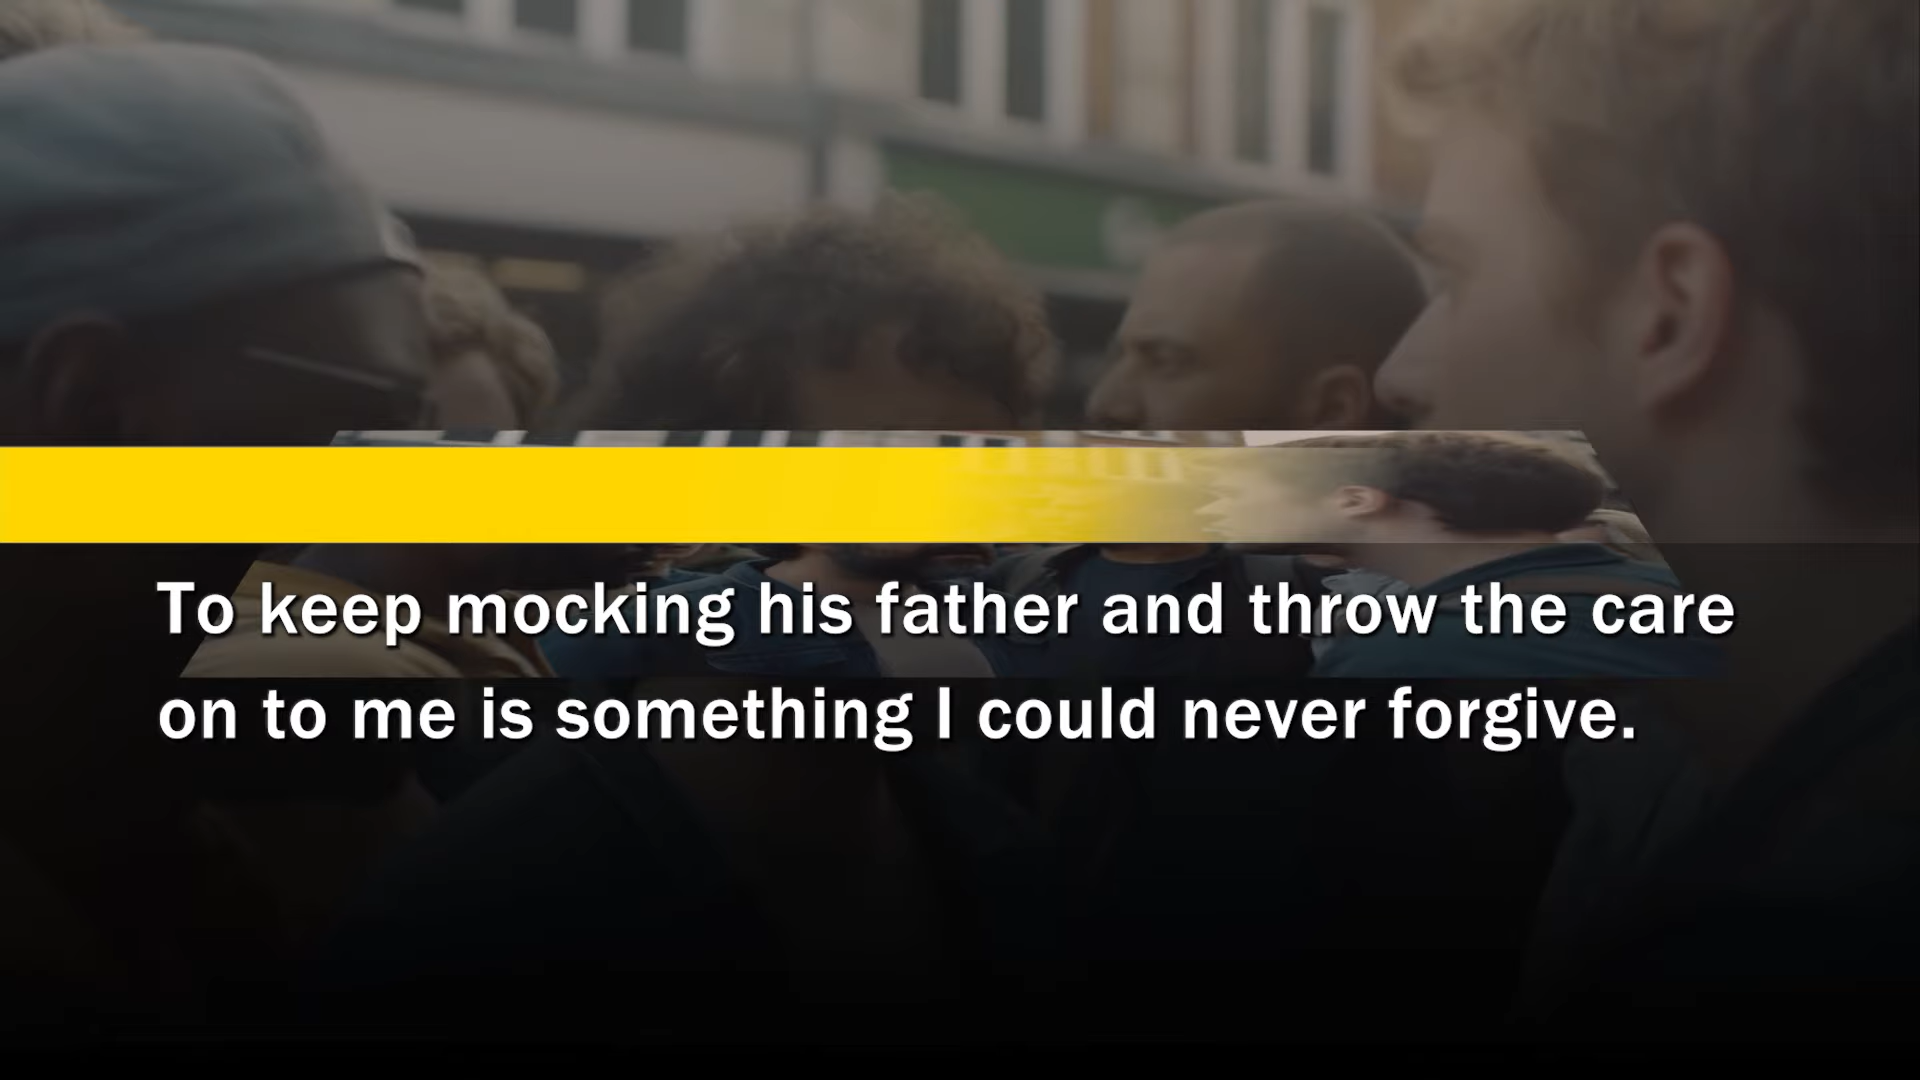 To keep mocking his father and throw the care
on to me is something I could never forgive.